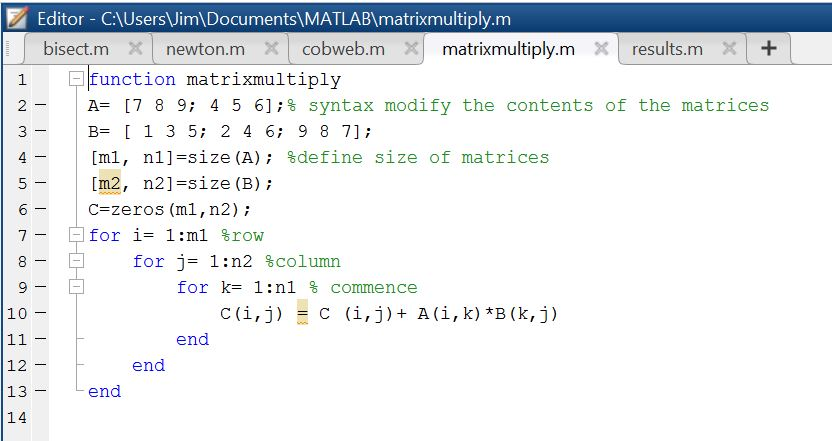 Editor - C:\Users\Jim\Documents\MATLAB\matrixmultiply.m
bisect.m newton.m cobweb.m matrixmultiply.m results.m
1 function matrixmultiply
2 A= [7 8 9; 4 5 6];% syntax modify the contents of the matrices
3 B= [ 1 3 5; 2 4 6; 9 8 7];
4 [m1, n1]=size(A); %define size of matrices
5 [m2, n2]=size(B);
6 C=zeros(m1,n2);
7 for i= 1:m1 %row
8 for j= 1:n2 %column
9 for k= 1:n1 % commence
10 C(i,j) = C (i,j)+ A(i,k)*B(k,j)
11 end
12 end
13 end
14